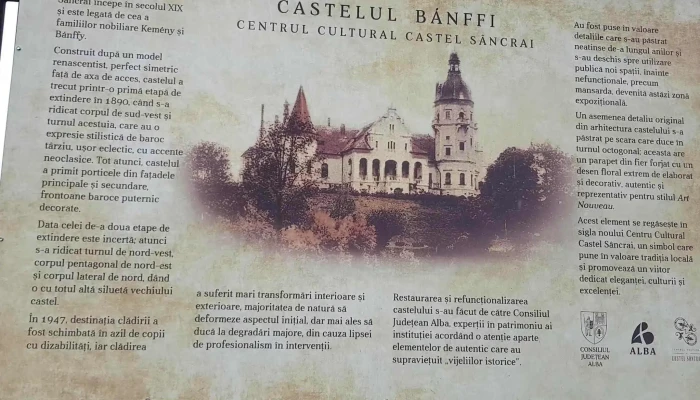 CASTELUL BÁNFFI
CENTRUL CULTURAL CASTEL SÂNCRAI
Sâncrai începe în secolul XIX
și este legată de cea a
familiilor nobiliare Kemény și
Bánffy.
Construit după un model
renascentist, perfect simetric
față de axa de acces, castelul a
trecut printr-o primă etapă de
extindere în 1890, când s-a
ridicat corpul de sud-vest și
turnul acestuia, care au o
expresie stilistică de baroc
târziu, ușor eclectic, cu accente
neoclasice. Tot atunci, castelul
a primit porticele din fațadele
principale și secundare,
frontoane baroce puternic
decorate.
Data celei de-a doua etape de
extindere este incertă; atunci
s-a ridicat turnul de nord-vest,
corpul pentagonal de nord-est
și corpul lateral de nord, dând
o cu totul altă siluetă vechiului
castel.
În 1947, destinația clădirii a
fost schimbată în azil de copii
cu dizabilități, iar clădirea
a suferit mari transformări interioare și
exterioare, majoritatea de natură să
deformeze aspectul inițial, dar mai ales să
ducă la degradări majore, din cauza lipsei
de profesionalism în intervenții.
Restaurarea și refuncționalizarea
castelului s-au făcut de către Consiliul
Județean Alba, experții în patrimoniu ai
instituției acordând o atenție aparte
elementelor de autentic care au
supraviețuit „vijeliilor istorice".
Au fost puse în valoare
detaliile care s-au păstrat
neatinse de-a lungul anilor și
s-au deschis spre utilizare
publică noi spații, înainte
nefuncționale, precum
mansarda, devenită astăzi zonă
expozițională.
Un asemenea detaliu original
din arhitectura castelului s-a
păstrat pe scara care duce în
turnul octogonal; aceasta are
un parapet din fier forjat cu un
desen floral extrem de elaborat
și decorativ, autentic și
reprezentativ pentru stilul Art
Nouveau.
Acest element se regăsește în
sigla noului Centru Cultural
Castel Sâncrai, un simbol care
pune în valoare tradiția locală
și promovează un viitor
dedicat eleganței, culturii și
excelenței.
CONSILIUL
JUDEȚEAN
ALBA
ALBA